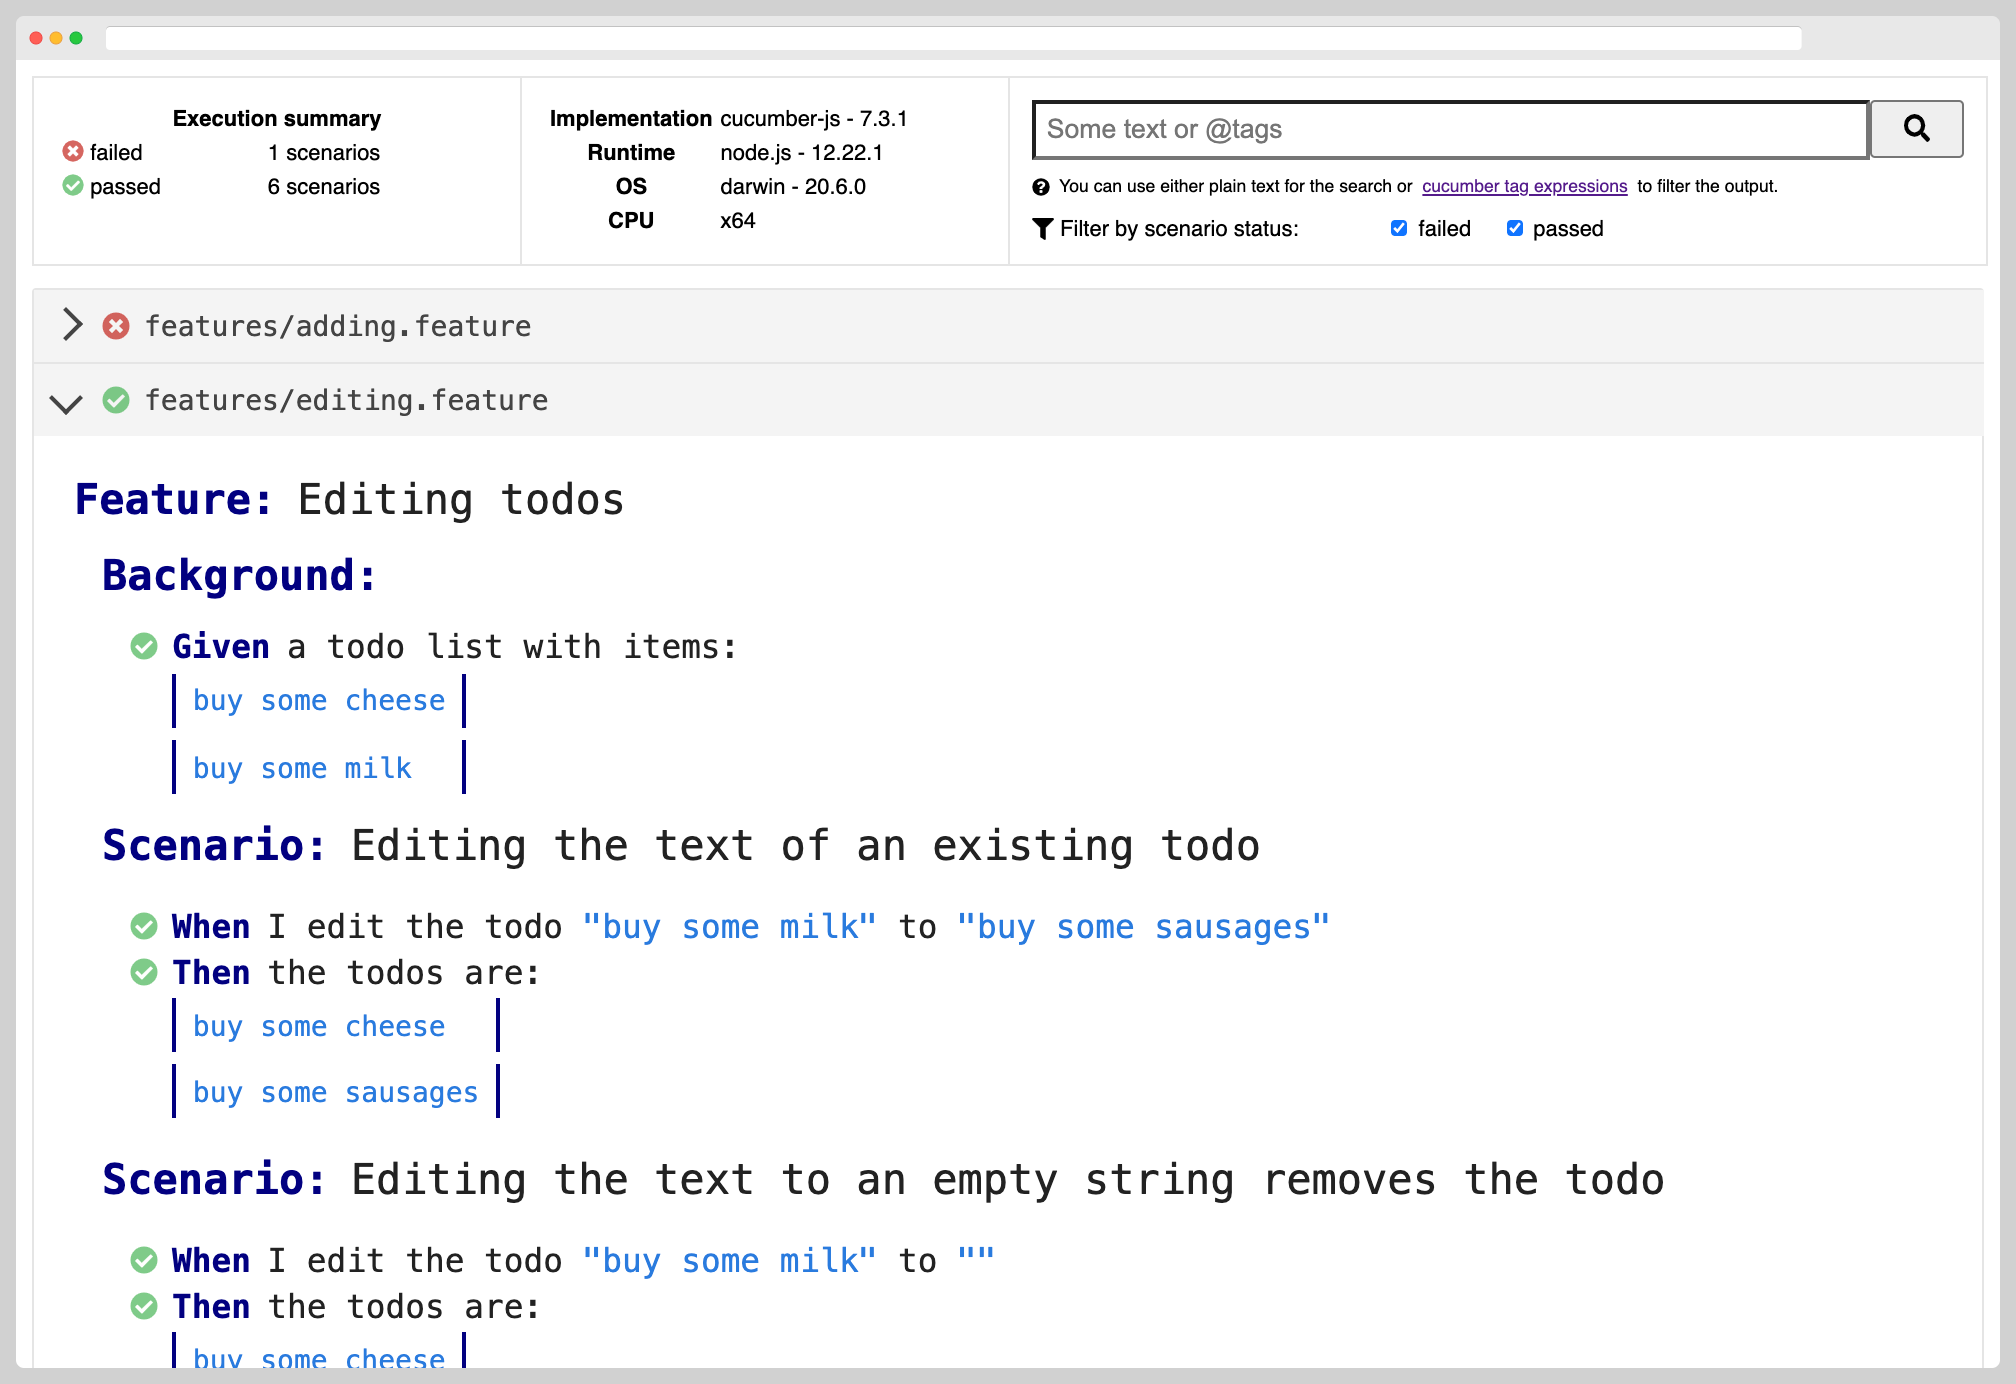 Execution summary
failed 1 scenarios
passed 6 scenarios
Implementation cucumber-js - 7.3.1
Runtime node.js - 12.22.1
OS darwin - 20.6.0
CPU x64
Some text or @tags
You can use either plain text for the search or cucumber tag expressions to filter the output.
Filter by scenario status: failed passed
features/adding.feature
features/editing.feature
Feature: Editing todos
Background:
Given a todo list with items:
buy some cheese
buy some milk
Scenario: Editing the text of an existing todo
When I edit the todo "buy some milk" to "buy some sausages"
Then the todos are:
buy some cheese
buy some sausages
Scenario: Editing the text to an empty string removes the todo
When I edit the todo "buy some milk" to ""
Then the todos are:
buy some cheese